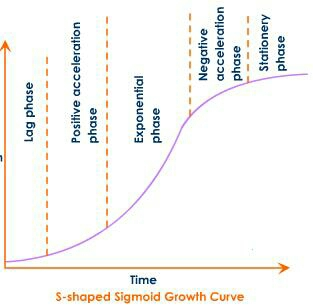 Lag phase
Positive acceleration
phase
Exponential
phase
Negative
acceleration
phase
Stationery
phase
Time
S-shaped Sigmoid Growth Curve